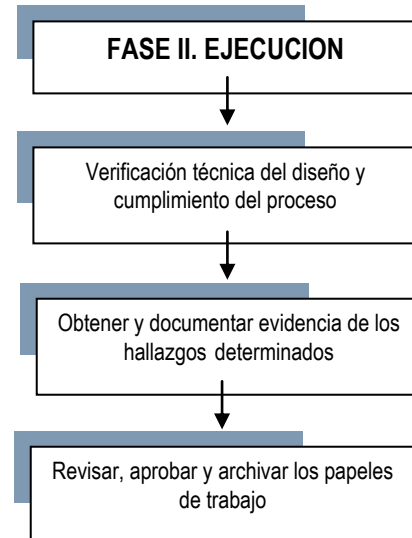 FASE II. EJECUCION
Verificación técnica del diseño y
cumplimiento del proceso
Obtener y documentar evidencia de los
hallazgos determinados
Revisar, aprobar y archivar los papeles
de trabajo